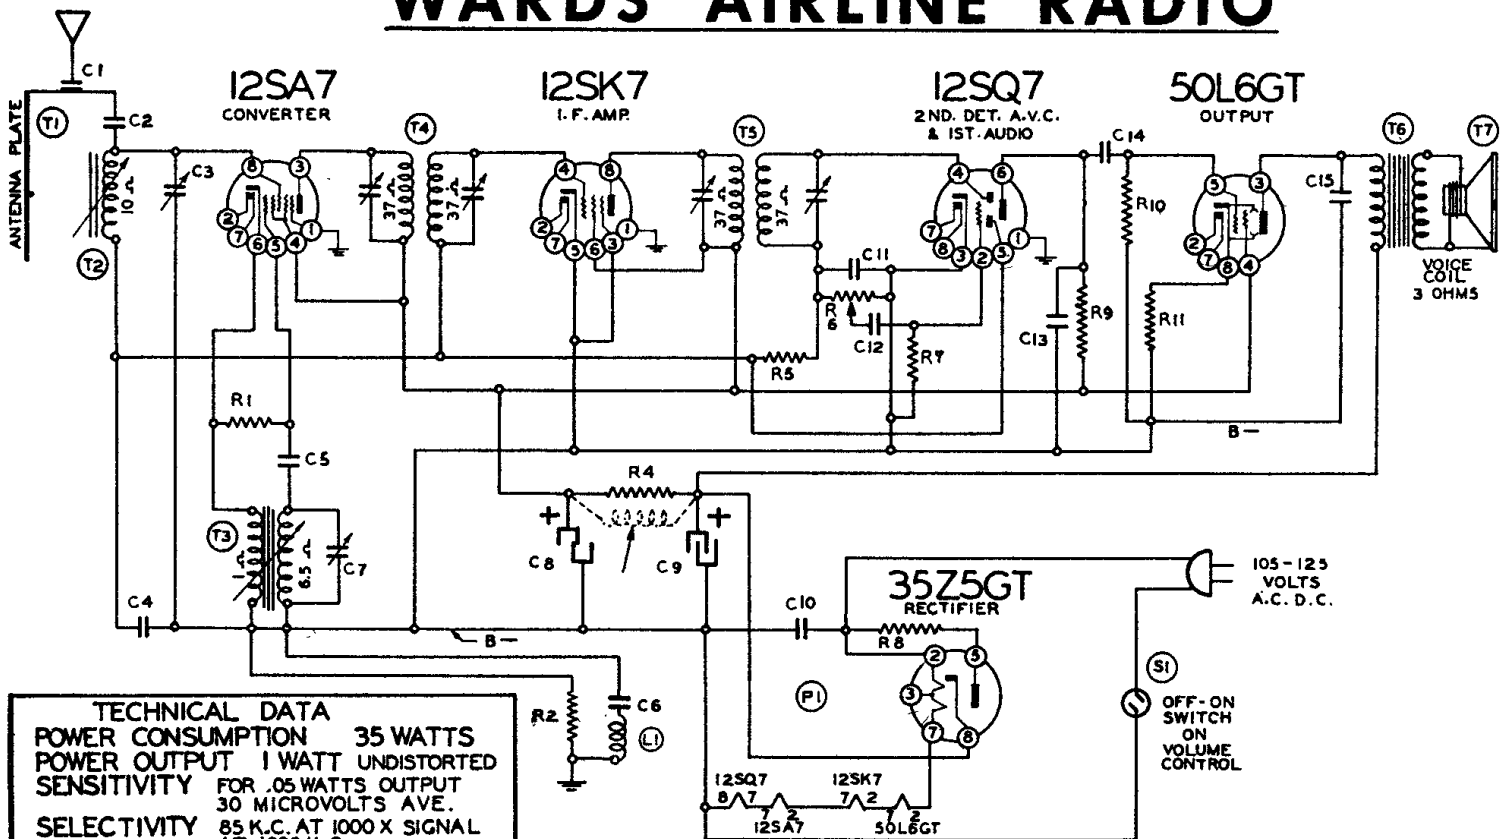 WARDS AIRLINE RADIO
12SA7
CONVERTER
12SK7
I.F. AMP.
12SQ7
2ND. DET. A.V.C.
& IST. AUDIO
50L6GT
OUTPUT
ANTENNA PLATE
C1
T1
C2
T2
10 Ω
C3
8 3
2 7 6 5 4 1
T4
37 Ω
37 Ω
4 8
2 7 5 6 3 1
T5
37 Ω
37 Ω
4 6
7 8 3 2 5 1
C11
R6
C12
R7
R5
C13
R9
C14
R10
5 3
2 7 8 4
R11
C15
T6
T7
VOICE
COIL
3 OHMS
B-
R1
C5
T3
1 Ω
6.5 Ω
C7
R4
+
+
C8
C9
C4
B-
C10
35Z5GT
RECTIFIER
R8
2 5
3
7 8
P1
105-125
VOLTS
A.C. D.C.
S1
OFF-ON
SWITCH
ON
VOLUME
CONTROL
R2
C6
L1
12SQ7
8 7
7 2
12SA7
12SK7
7 2
7 2
50L6GT
TECHNICAL DATA
POWER CONSUMPTION 35 WATTS
POWER OUTPUT 1 WATT UNDISTORTED
SENSITIVITY FOR .05 WATTS OUTPUT
30 MICROVOLTS AVE.
SELECTIVITY 85 K.C. AT 1000 X SIGNAL